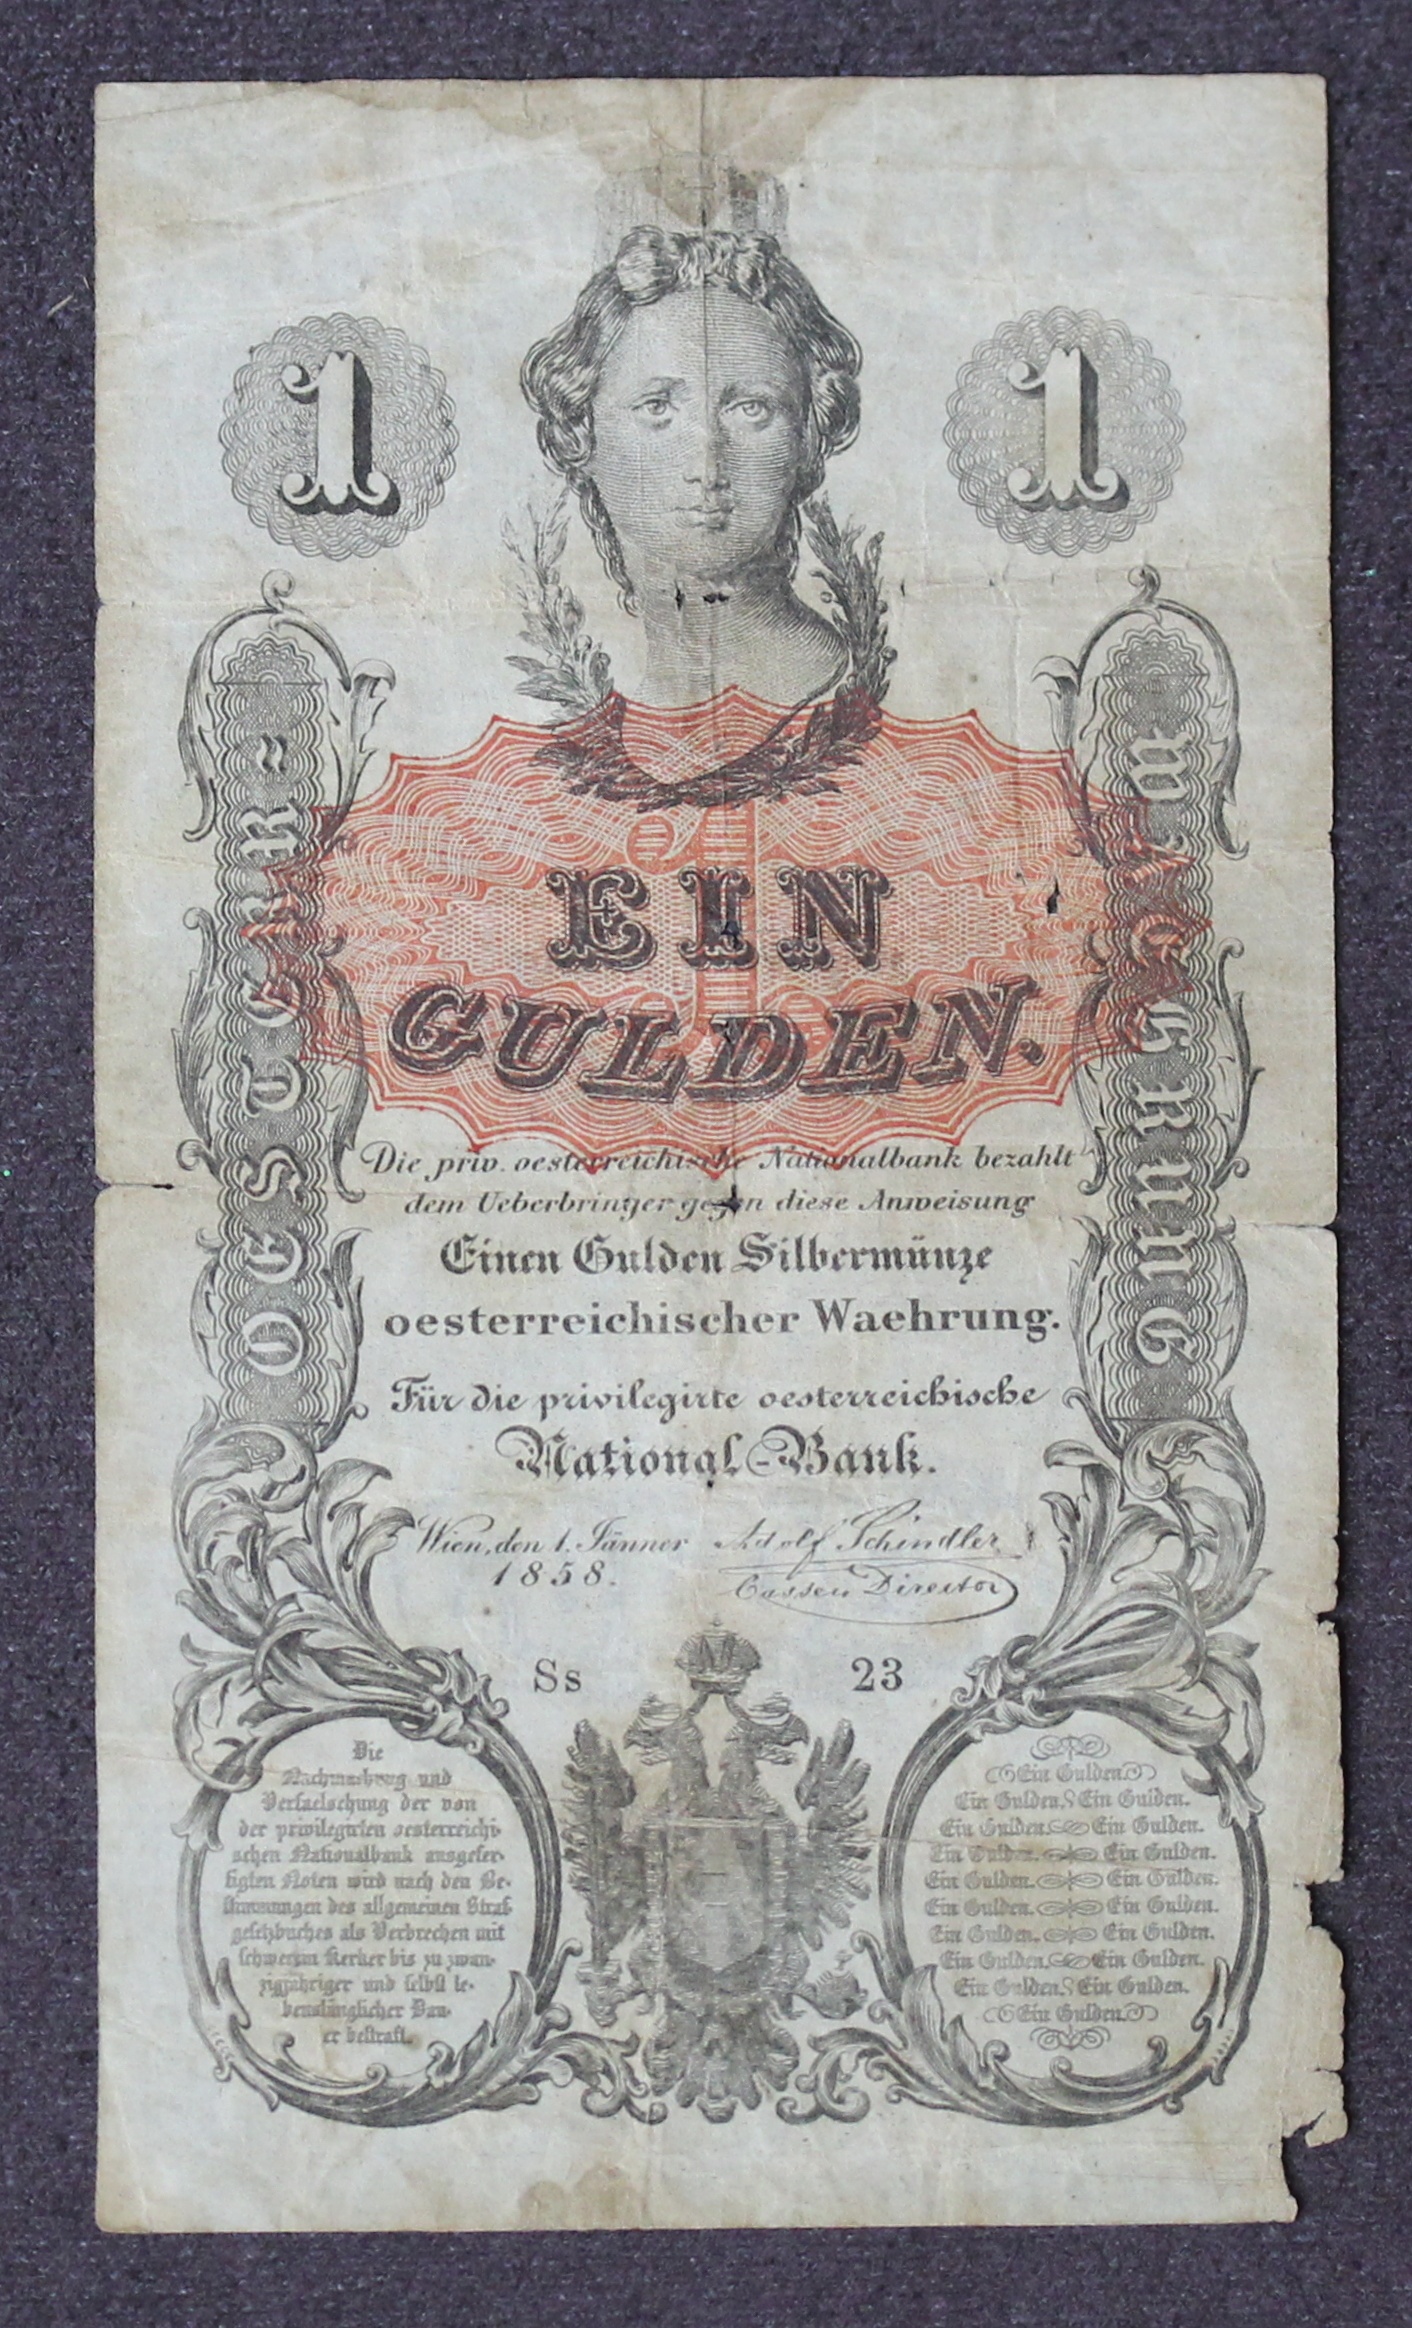 1 1
OESTERR=
WÆHRUNG
EIN
GULDEN.
Die priv. oesterreichische Nationalbank bezahlt
dem Ueberbringer gegen diese Anweisung
Einen Gulden Silbermünze
oesterreichischer Waehrung.
Für die privilegirte oesterreichische
National-Bank.
Wien, den 1. Jänner
1858.
Adolf Schindler
Cassen Director
Ss 23
Die
Nachmachung und
Verfaelschung der von
der privilegirten oesterreichi-
schen Nationalbank ausgefer-
tigten Noten wird nach den Be-
stimmungen des allgemeinen Straf
gesetzbuches als Verbrechen mit
schwerem Kerker bis zu zwan-
zigjähriger und selbst le-
benslänglicher Dau-
er bestraft.
Ein Gulden.
Ein Gulden. Ein Gulden.
Ein Gulden. Ein Gulden.
Ein Gulden. Ein Gulden.
Ein Gulden. Ein Gulden.
Ein Gulden. Ein Gulden.
Ein Gulden. Ein Gulden.
Ein Gulden. Ein Gulden.
Ein Gulden. Ein Gulden.
Ein Gulden.